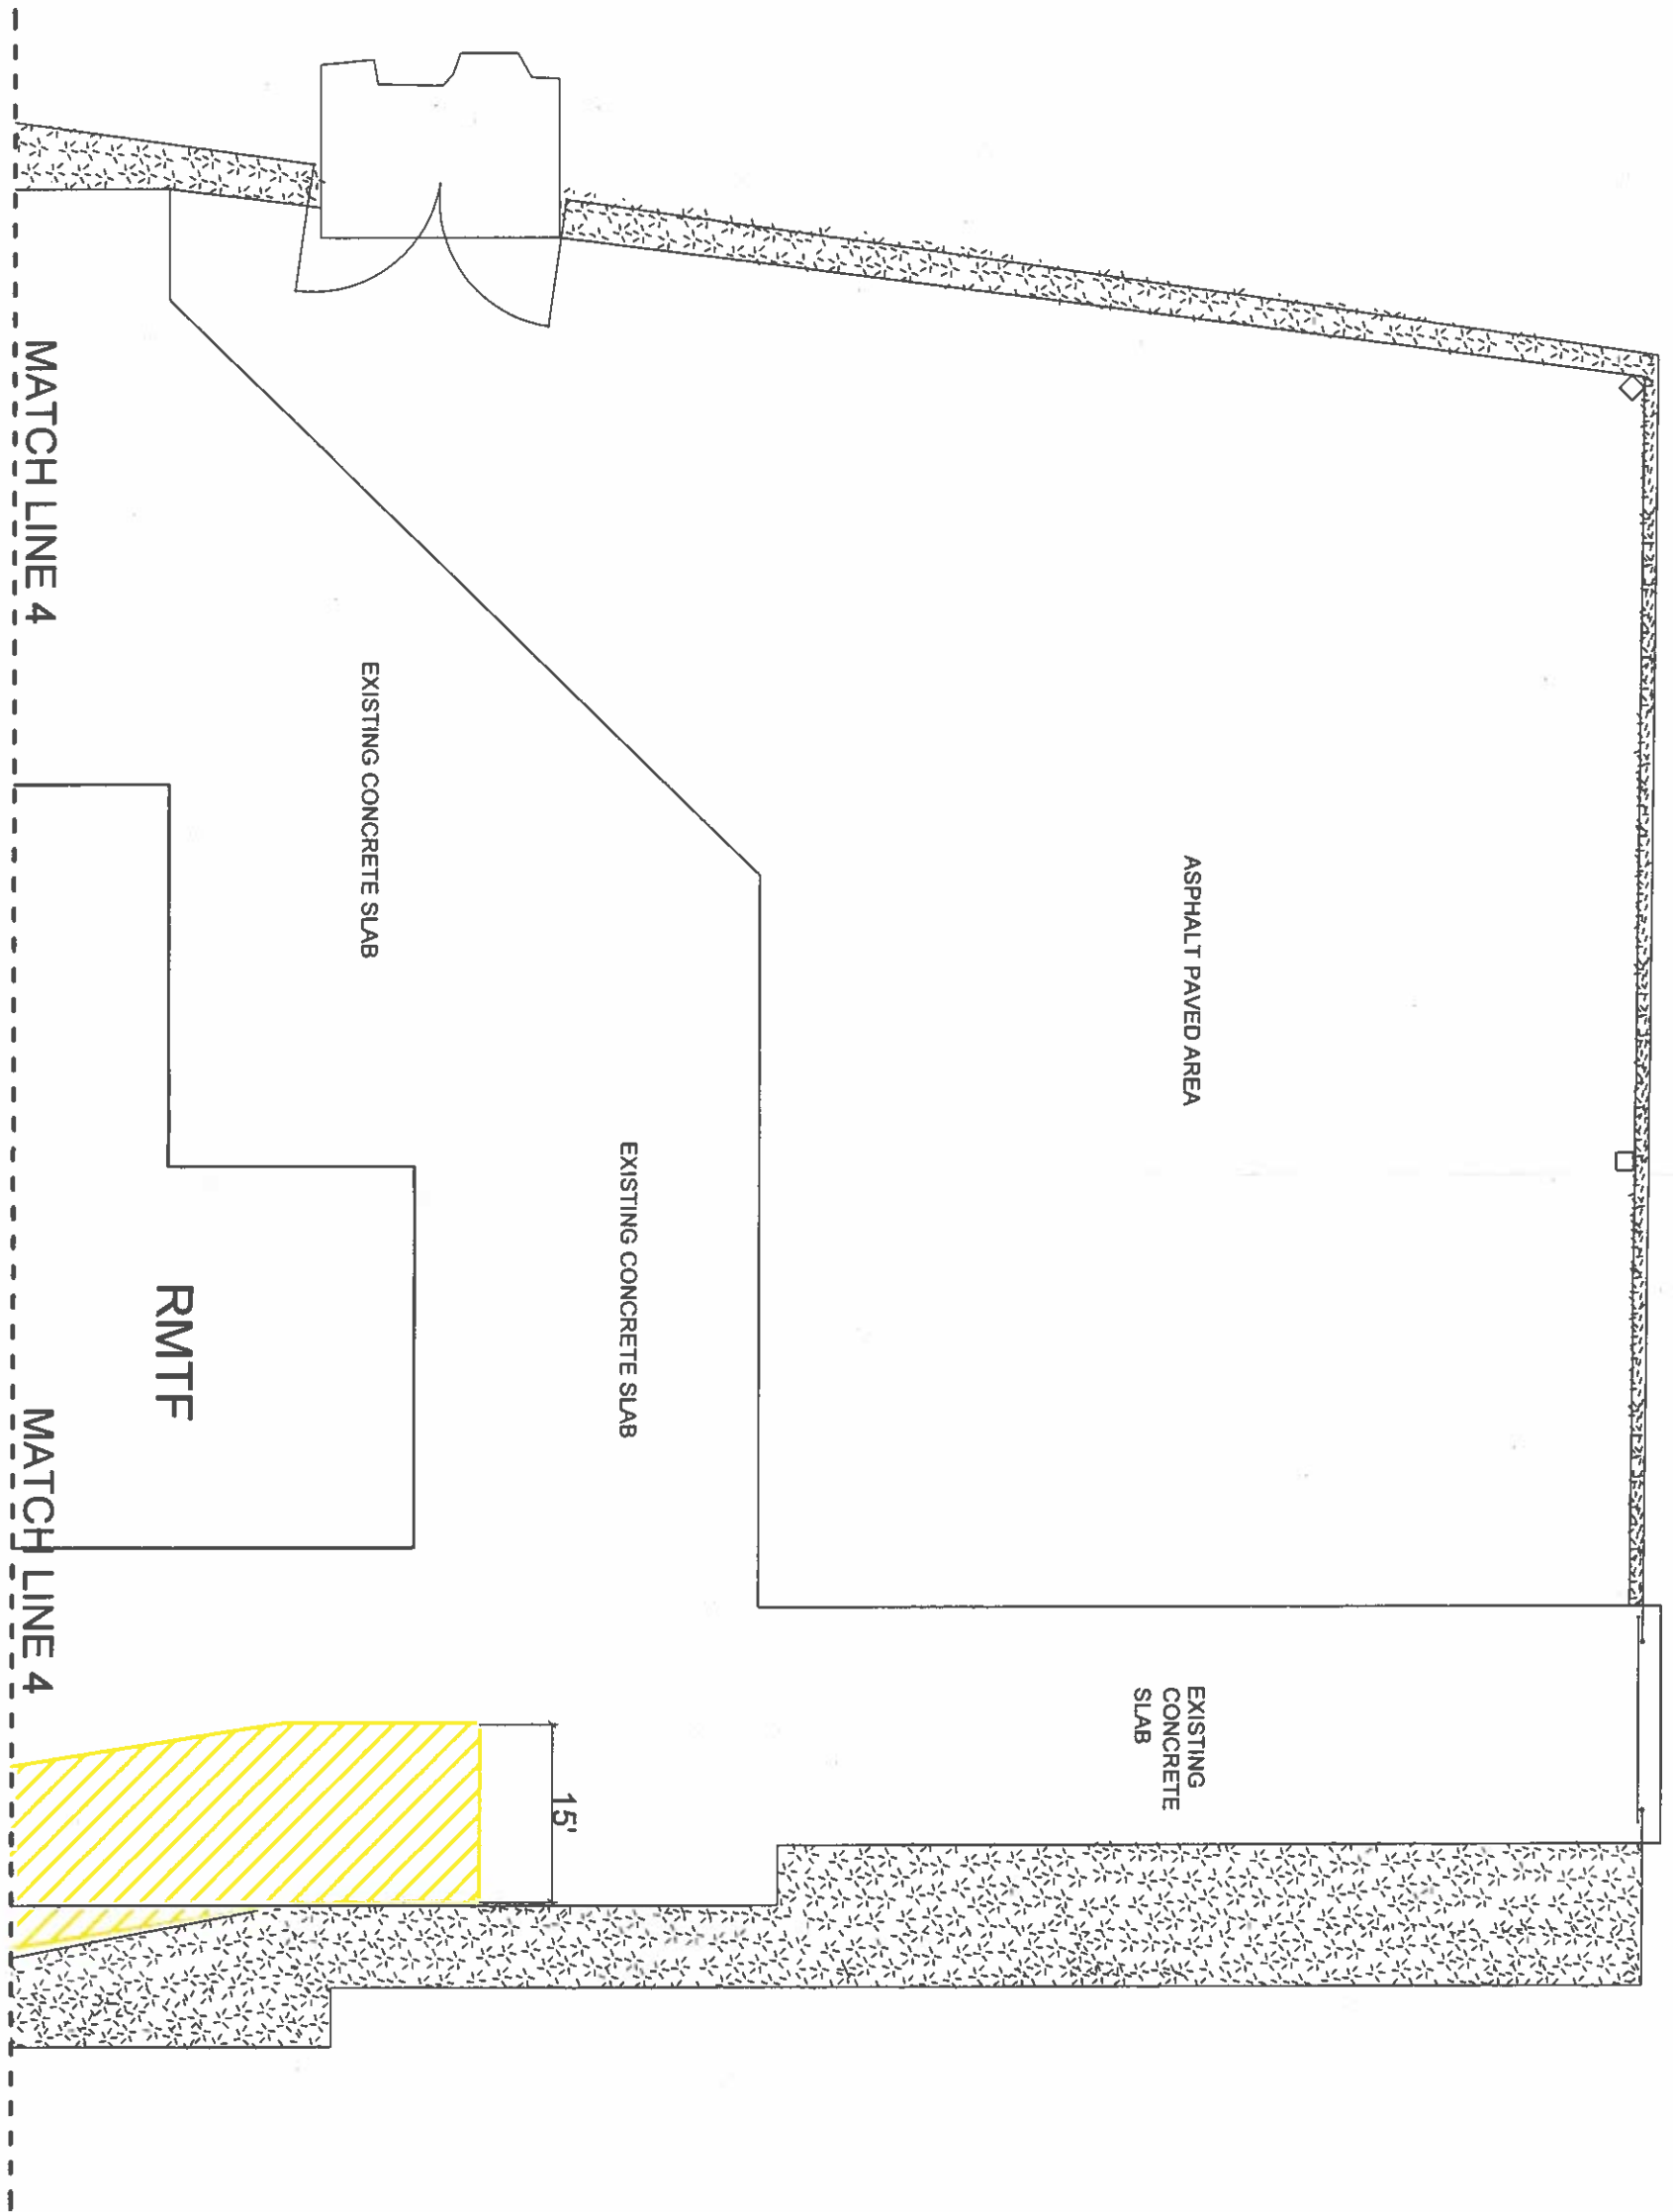 MATCH LINE 4
EXISTING CONCRETE SLAB
ASPHALT PAVED AREA
EXISTING CONCRETE SLAB
RMTF
MATCH LINE 4
EXISTING
CONCRETE
SLAB
15'